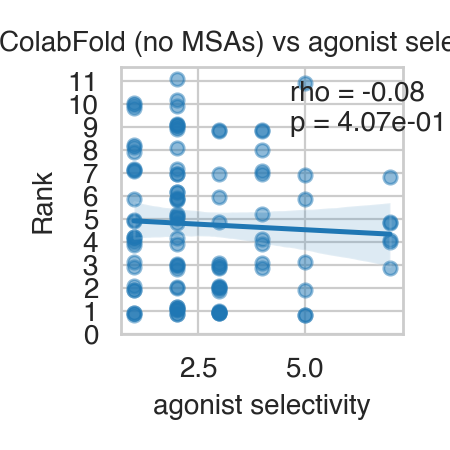 ColabFold (no MSAs) vs agonist sele
rho = -0.08
p = 4.07e-01
11
10
9
8
7
6
5
4
3
2
1
0
Rank
2.5 5.0
agonist selectivity